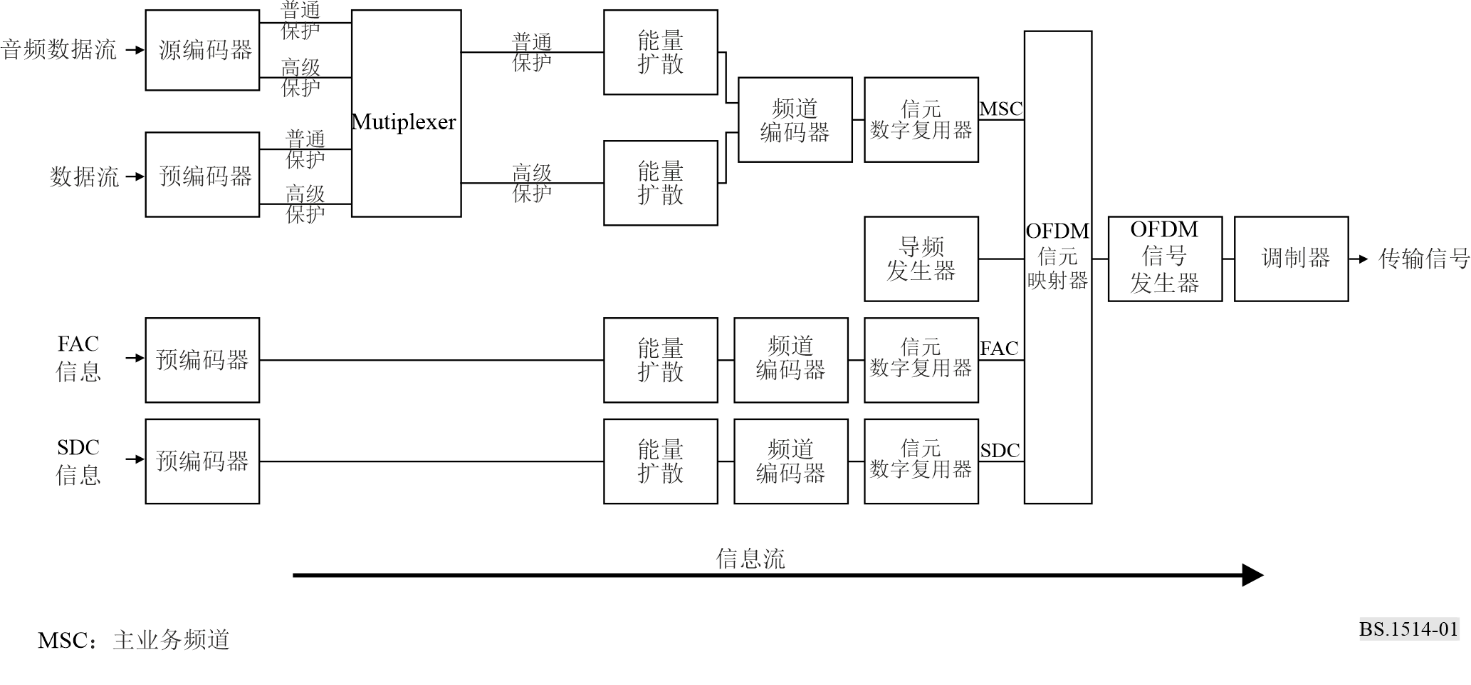 音频数据流
源编码器
普通
保护
高级
保护
数据流
预编码器
普通
保护
高级
保护
Mutiplexer
普通
保护
高级
保护
能量
扩散
能量
扩散
频道
编码器
信元
数字复用器
MSC
导频
发生器
FAC
信息
预编码器
能量
扩散
频道
编码器
信元
数字复用器
FAC
SDC
信息
预编码器
能量
扩散
频道
编码器
信元
数字复用器
SDC
OFDM
信元
映射器
OFDM
信号
发生器
调制器
传输信号
信息流
MSC：主业务频道
BS.1514-01